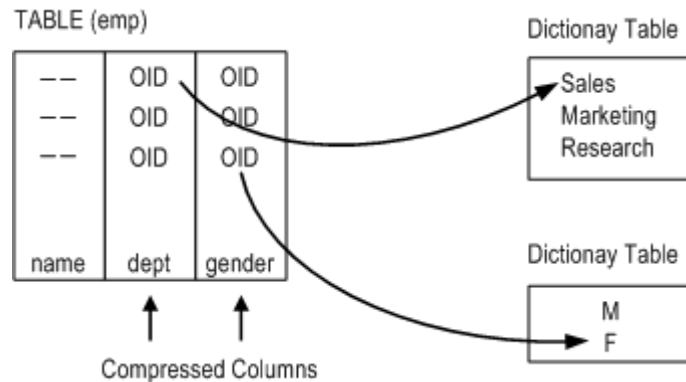 TABLE (emp)
Dictionay Table
-- OID OID
-- OID OID
-- OID OID
name dept gender
Sales
Marketing
Research
Dictionay Table
M
F
Compressed Columns